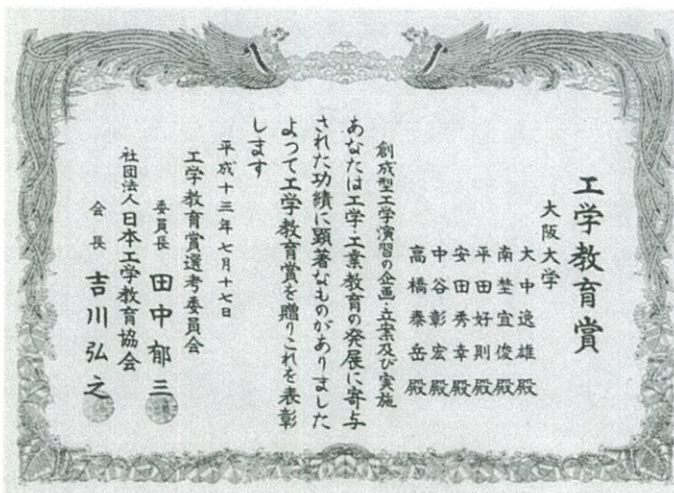 工学教育賞
大阪大学
大中逸雄殿
南埜宜俊殿
平田好則殿
安田秀幸殿
中谷彰宏殿
高橋泰岳殿
創成型工学演習の企画・立案及び実施
あなたは工学・工業教育の発展に寄与
された功績に顕著なものがありました
よって工学教育賞を贈りこれを表彰
します
平成十三年七月十七日
工学教育賞選考委員会
委員長 田中郁三
社団法人日本工学教育協会
会長 吉川弘之